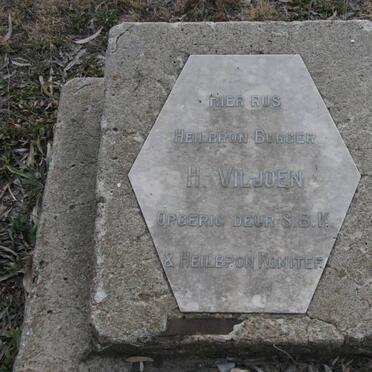 HIER RUS
HEILBRON BURGER
H. VILJOEN
OPGERIG DEUR S.B.V.
& HEILBRON KOMITEE.